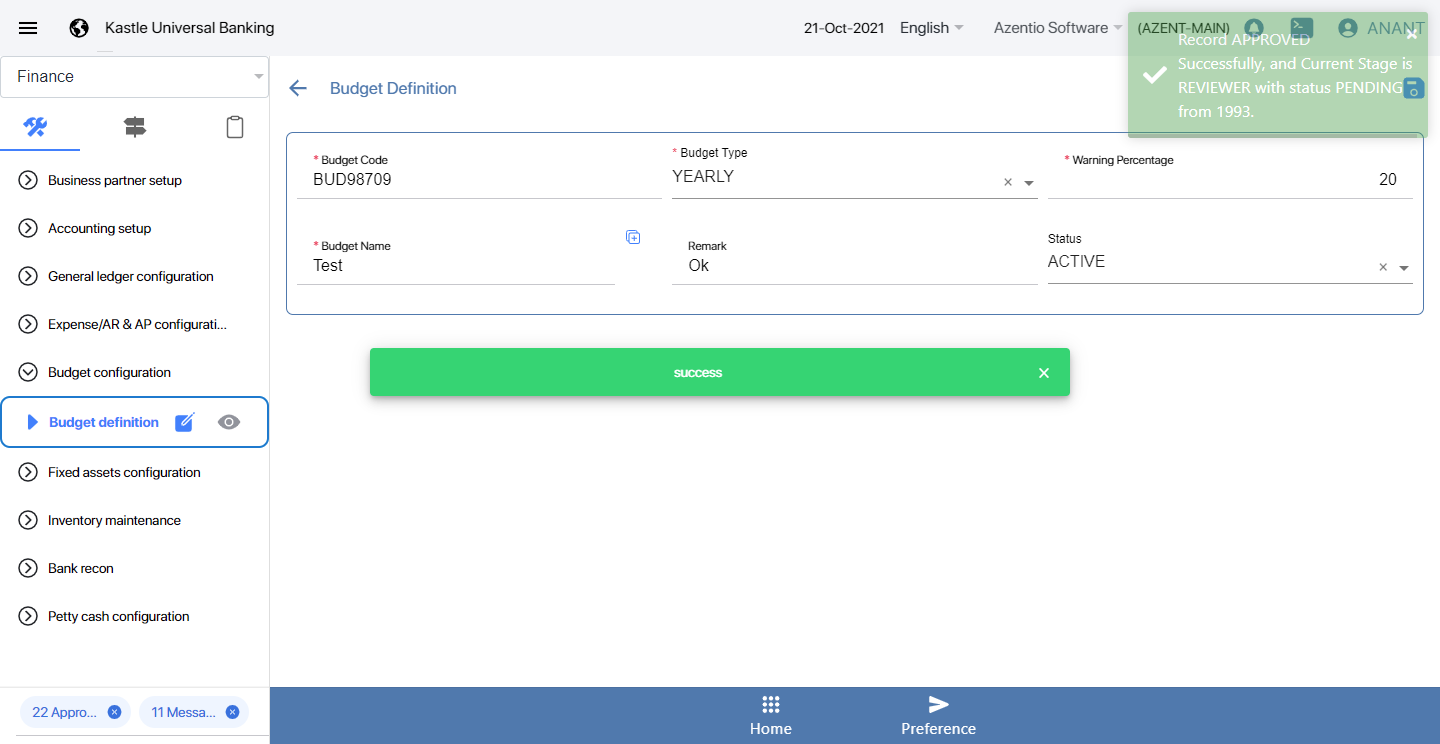 Kastle Universal Banking
21-Oct-2021
English
Azentio Software
(AZENT-MAIN)
ANANT
Record APPROVED
Successfully, and Current Stage is
REVIEWER with status PENDING
from 1993.
Finance
Budget Definition
Business partner setup
Accounting setup
General ledger configuration
Expense/AR & AP configurati...
Budget configuration
Budget definition
Fixed assets configuration
Inventory maintenance
Bank recon
Petty cash configuration
* Budget Code
BUD98709
* Budget Type
YEARLY
* Warning Percentage
20
* Budget Name
Test
Remark
Ok
Status
ACTIVE
success
22 Appro...
11 Messa...
Home
Preference